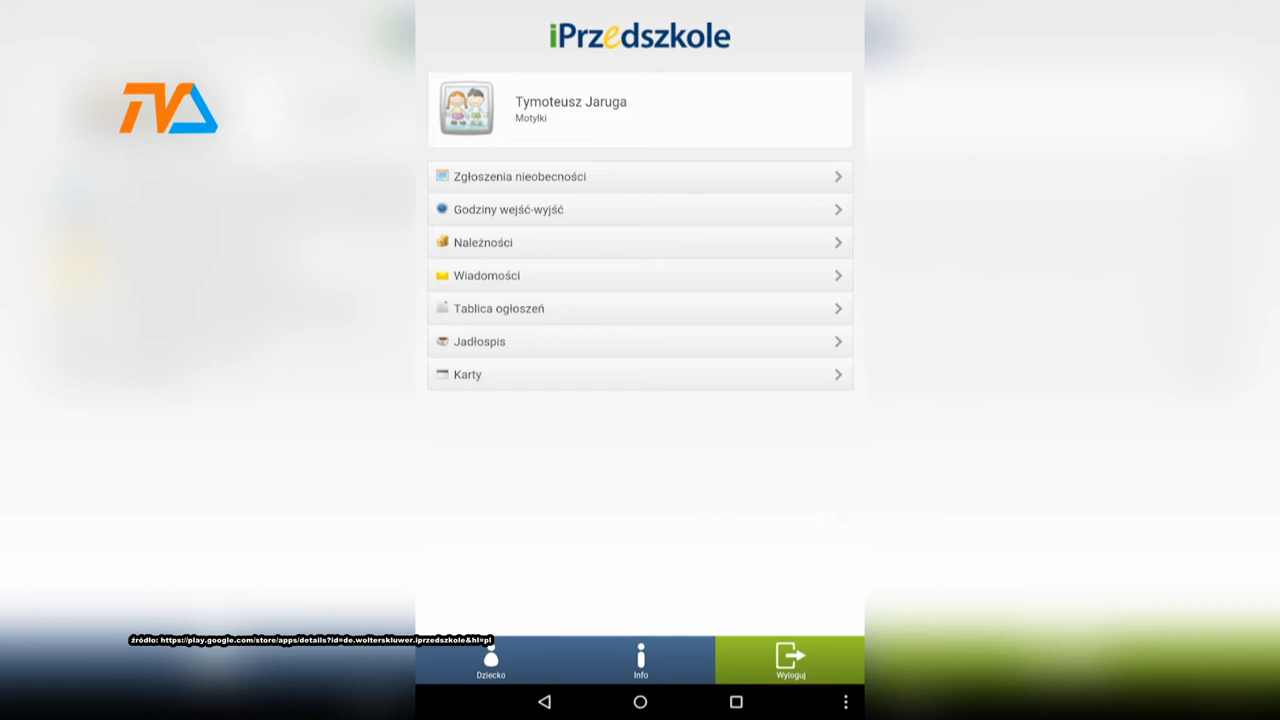 iPrzedszkole
TVA
Tymoteusz Jaruga
Motylki
Zgłoszenia nieobecności
Godziny wejść-wyjść
Należności
Wiadomości
Tablica ogłoszeń
Jadłospis
Karty
źródło: https://play.google.com/store/apps/details?id=de.wolterskluwer.iprzedszkole&hl=pl
Dziecko
Info
Wyloguj